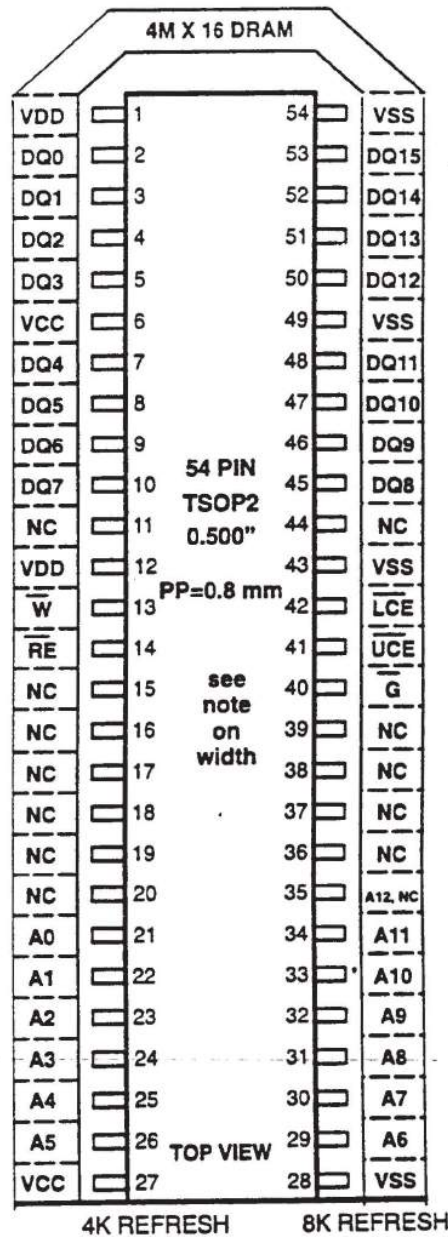 4M X 16 DRAM
VDD 1 54 VSS
DQ0 2 53 DQ15
DQ1 3 52 DQ14
DQ2 4 51 DQ13
DQ3 5 50 DQ12
VCC 6 49 VSS
DQ4 7 48 DQ11
DQ5 8 47 DQ10
DQ6 9 46 DQ9
DQ7 10 45 DQ8
NC 11 44 NC
VDD 12 43 VSS
W̅ 13 42 L̅C̅E̅
R̅E̅ 14 41 U̅C̅E̅
NC 15 40 G̅
NC 16 39 NC
NC 17 38 NC
NC 18 37 NC
NC 19 36 NC
NC 20 35 A12, NC
A0 21 34 A11
A1 22 33 A10
A2 23 32 A9
A3 24 31 A8
A4 25 30 A7
A5 26 29 A6
VCC 27 28 VSS
54 PIN
TSOP2
0.500"
PP=0.8 mm
see
note
on
width
TOP VIEW
4K REFRESH 8K REFRESH